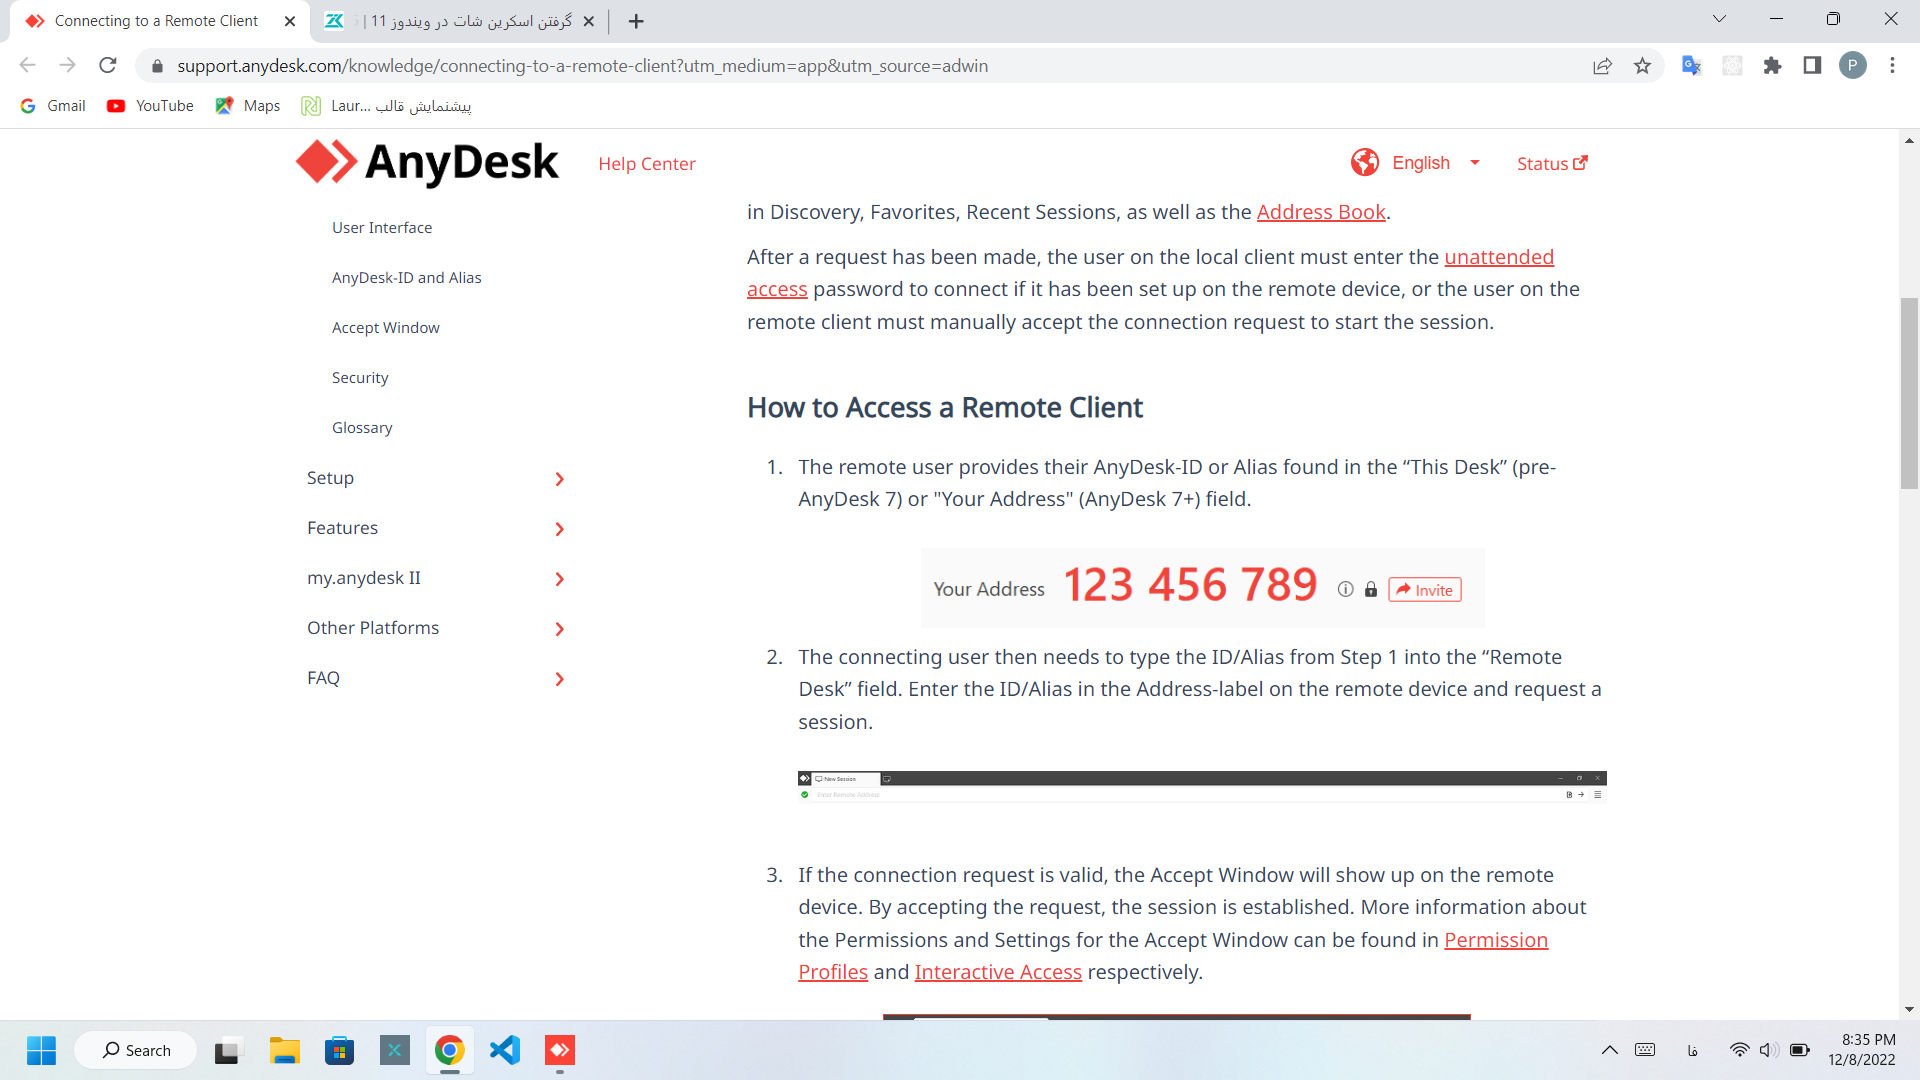 Connecting to a Remote Client
گرفتن اسکرین شات در ویندوز 11 |
support.anydesk.com/knowledge/connecting-to-a-remote-client?utm_medium=app&utm_source=adwin
P
Gmail
YouTube
Maps
پیشنمایش قالب Laur...
AnyDesk
Help Center
English
Status
User Interface
AnyDesk-ID and Alias
Accept Window
Security
Glossary
Setup
Features
my.anydesk II
Other Platforms
FAQ
in Discovery, Favorites, Recent Sessions, as well as the Address Book.
After a request has been made, the user on the local client must enter the unattended
access password to connect if it has been set up on the remote device, or the user on the
remote client must manually accept the connection request to start the session.
How to Access a Remote Client
1. The remote user provides their AnyDesk-ID or Alias found in the “This Desk” (pre-
AnyDesk 7) or "Your Address" (AnyDesk 7+) field.
Your Address 123 456 789 Invite
2. The connecting user then needs to type the ID/Alias from Step 1 into the “Remote
Desk” field. Enter the ID/Alias in the Address-label on the remote device and request a
session.
New Session
Enter Remote Address
3. If the connection request is valid, the Accept Window will show up on the remote
device. By accepting the request, the session is established. More information about
the Permissions and Settings for the Accept Window can be found in Permission
Profiles and Interactive Access respectively.
Search
فا
8:35 PM
12/8/2022